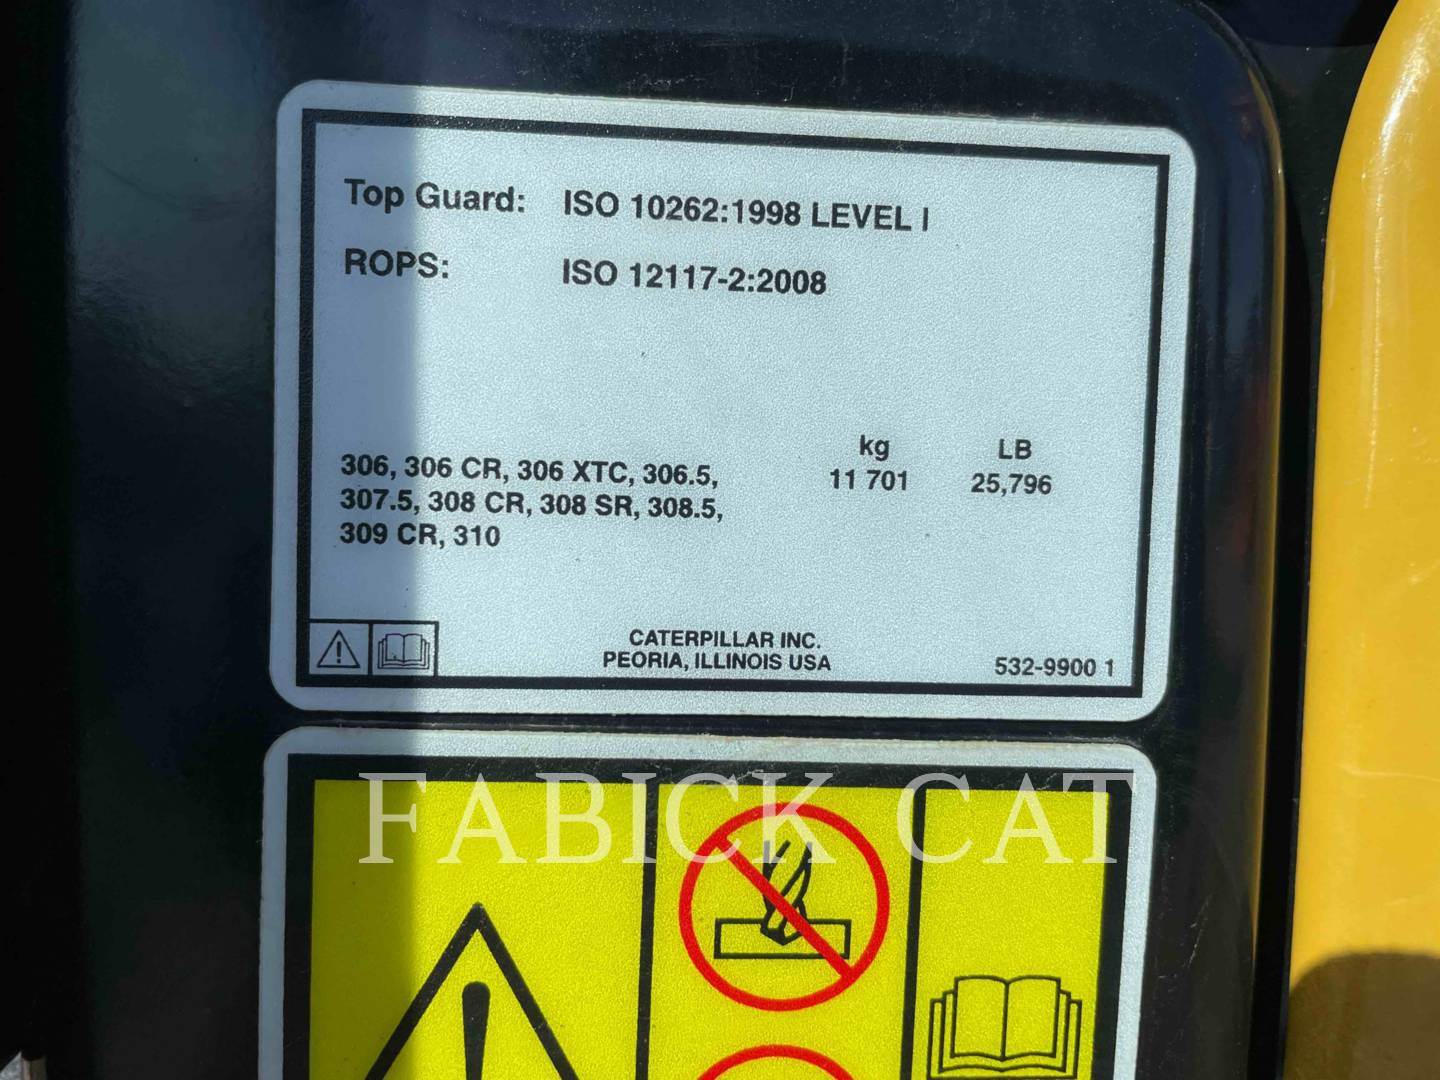 Top Guard: ISO 10262:1998 LEVEL I
ROPS: ISO 12117-2:2008
kg LB
306, 306 CR, 306 XTC, 306.5, 11 701 25,796
307.5, 308 CR, 308 SR, 308.5,
309 CR, 310
CATERPILLAR INC.
PEORIA, ILLINOIS USA
532-9900 1
FABICK CAT